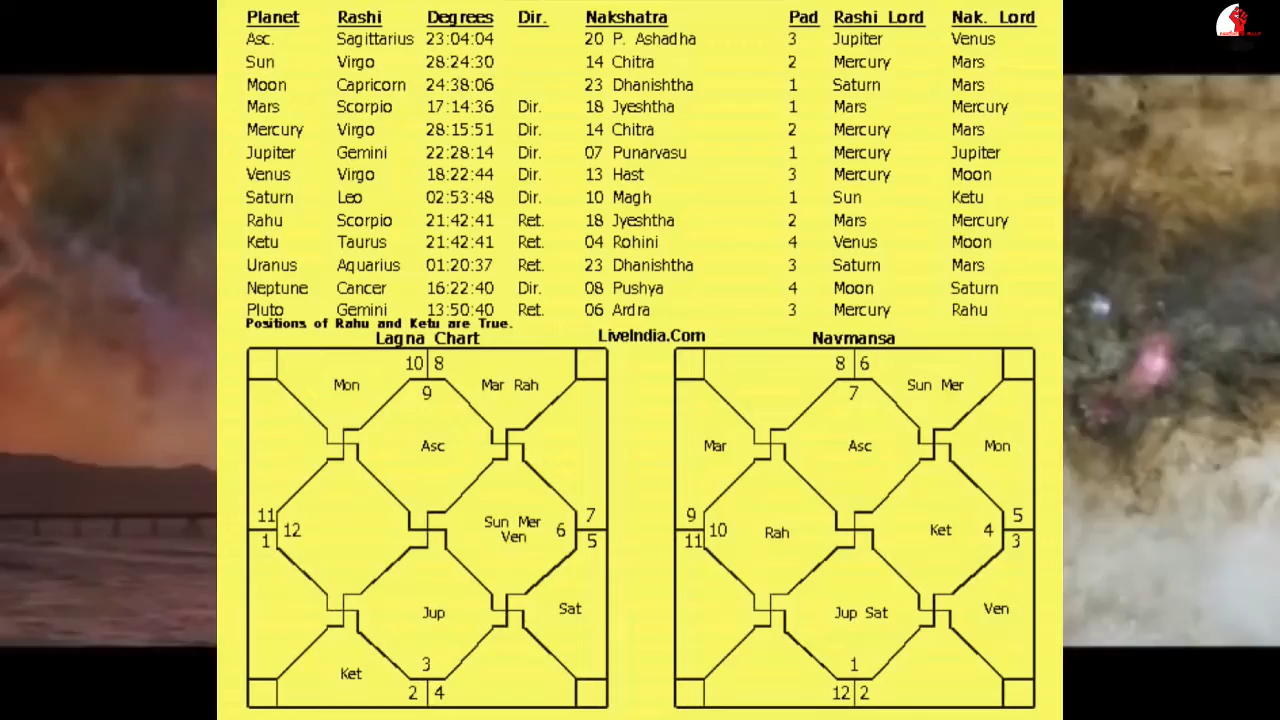 Planet Rashi Degrees Dir. Nakshatra Pad Rashi Lord Nak. Lord
Asc. Sagittarius 23:04:04 20 P. Ashadha 3 Jupiter Venus
Sun Virgo 28:24:30 14 Chitra 2 Mercury Mars
Moon Capricorn 24:38:06 23 Dhanishtha 1 Saturn Mars
Mars Scorpio 17:14:36 Dir. 18 Jyeshtha 1 Mars Mercury
Mercury Virgo 28:15:51 Dir. 14 Chitra 2 Mercury Mars
Jupiter Gemini 22:28:14 Dir. 07 Punarvasu 1 Mercury Jupiter
Venus Virgo 18:22:44 Dir. 13 Hast 3 Mercury Moon
Saturn Leo 02:53:48 Dir. 10 Magh 1 Sun Ketu
Rahu Scorpio 21:42:41 Ret. 18 Jyeshtha 2 Mars Mercury
Ketu Taurus 21:42:41 Ret. 04 Rohini 4 Venus Moon
Uranus Aquarius 01:20:37 Ret. 23 Dhanishtha 3 Saturn Mars
Neptune Cancer 16:22:40 Dir. 08 Pushya 4 Moon Saturn
Pluto Gemini 13:50:40 Ret. 06 Ardra 3 Mercury Rahu
Positions of Rahu and Ketu are True.
Lagna Chart LiveIndia.Com Navmansa
10 8
Mon Mar Rah
9
Asc
11 7
12 Sun Mer Ven 6
1 5
Jup Sat
3
Ket
2 4
8 6
Sun Mer
7
Mar Asc Mon
9 5
10 Rah Ket 4
11 3
Jup Sat Ven
1
12 2